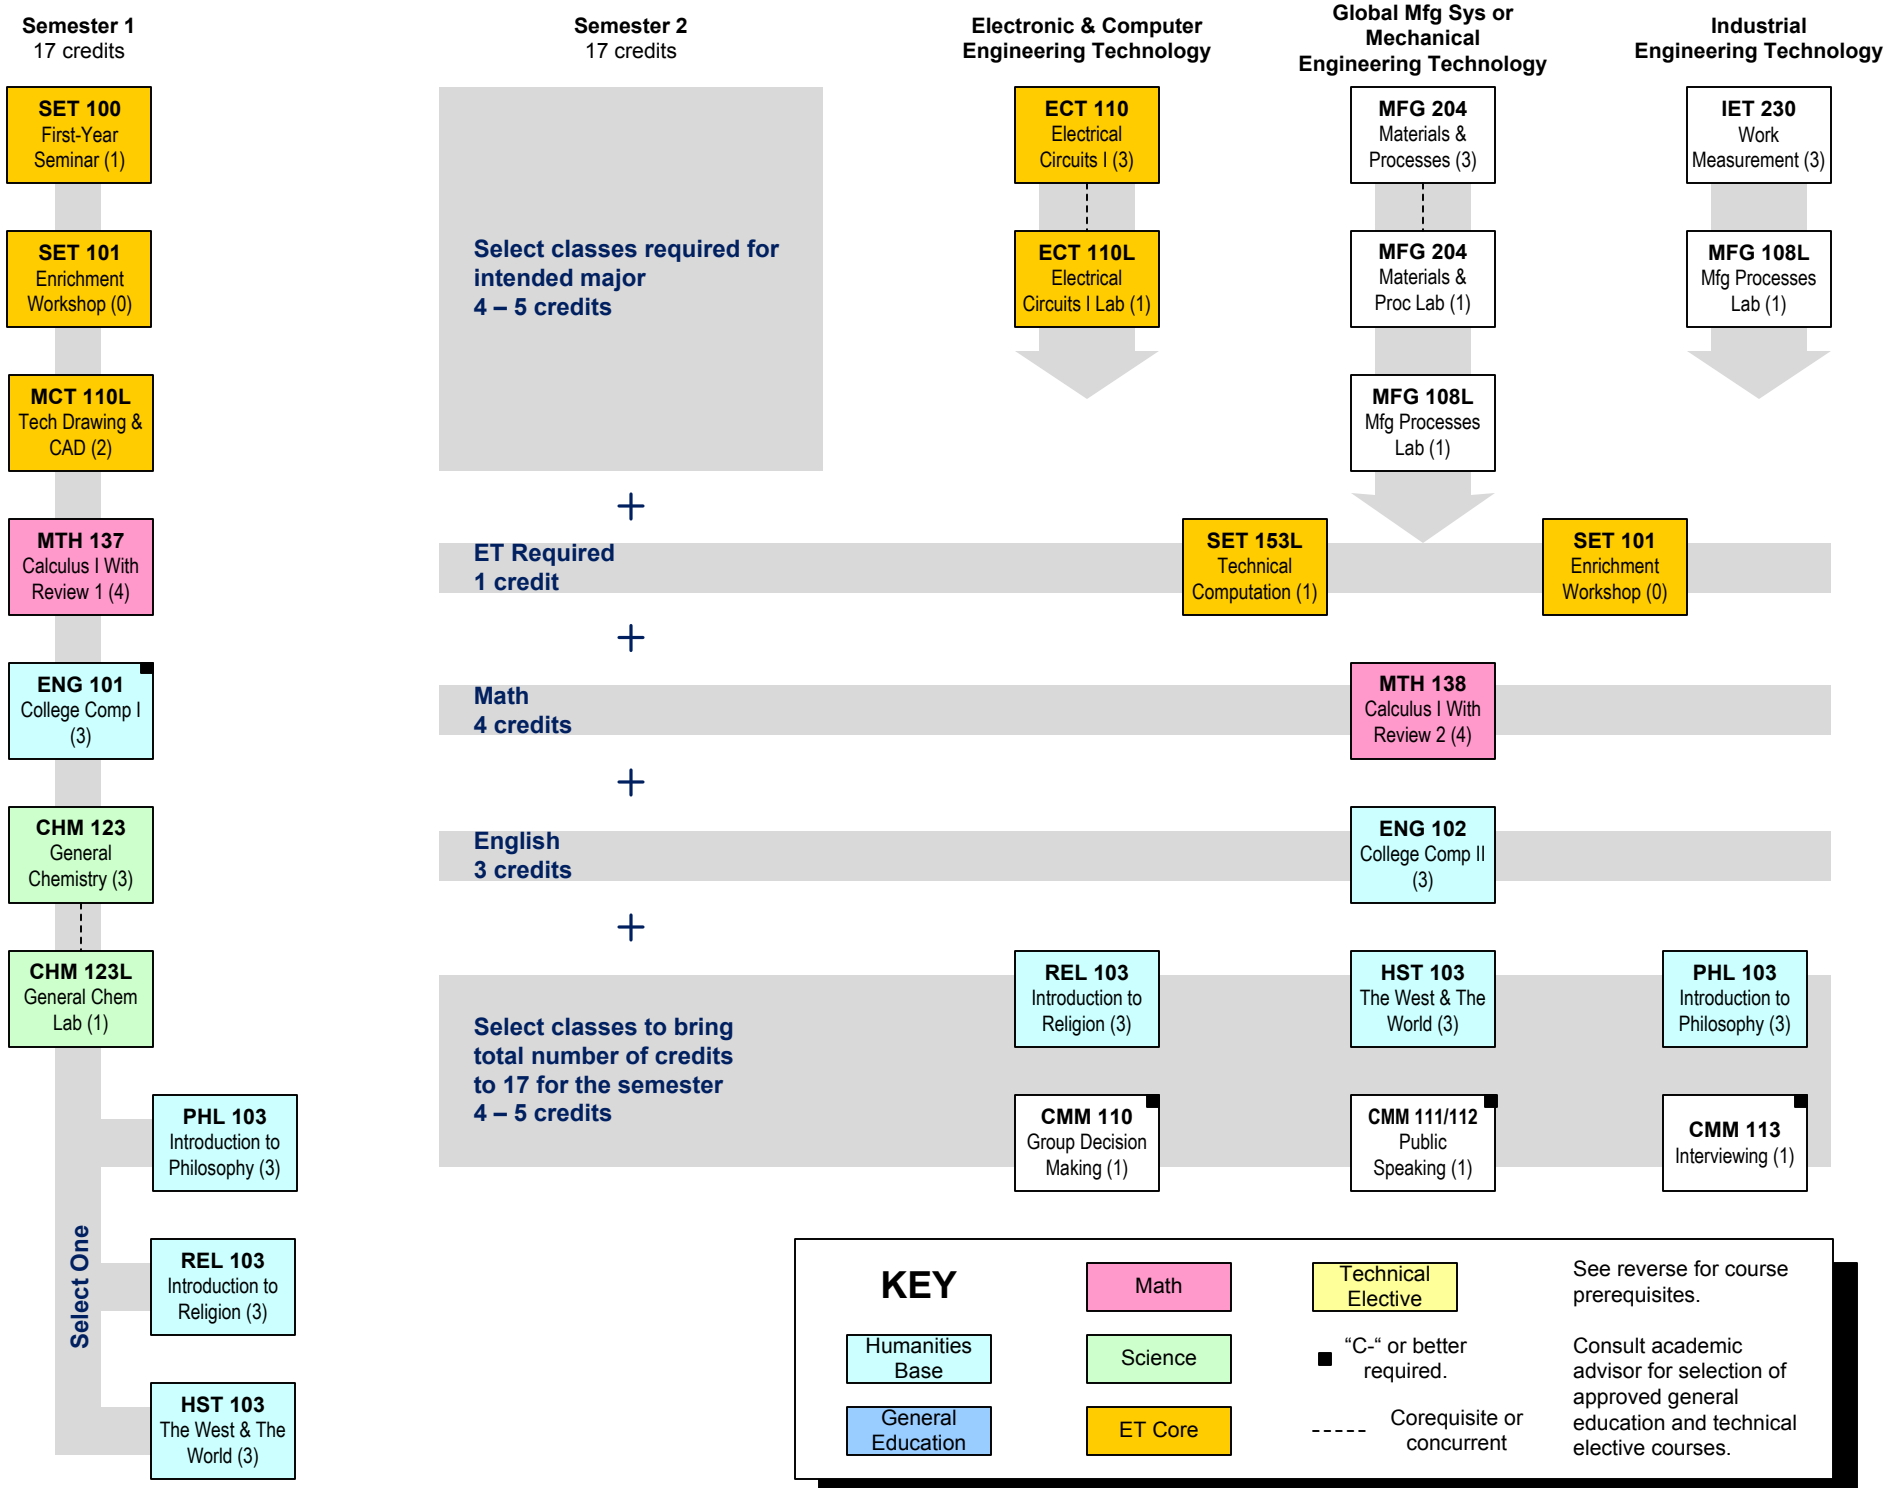 Semester 1
17 credits
SET 100
First-Year
Seminar (1)
SET 101
Enrichment
Workshop (0)
MCT 110L
Tech Drawing &
CAD (2)
MTH 137
Calculus I With
Review 1 (4)
ENG 101
College Comp I
(3)
CHM 123
General
Chemistry (3)
CHM 123L
General Chem
Lab (1)
Select One
PHL 103
Introduction to
Philosophy (3)
REL 103
Introduction to
Religion (3)
HST 103
The West & The
World (3)
Semester 2
17 credits
Select classes required for
intended major
4 – 5 credits
+
ET Required
1 credit
+
Math
4 credits
+
English
3 credits
+
Select classes to bring
total number of credits
to 17 for the semester
4 – 5 credits
Electronic & Computer
Engineering Technology
ECT 110
Electrical
Circuits I (3)
ECT 110L
Electrical
Circuits I Lab (1)
Global Mfg Sys or
Mechanical
Engineering Technology
MFG 204
Materials &
Processes (3)
MFG 204
Materials &
Proc Lab (1)
MFG 108L
Mfg Processes
Lab (1)
Industrial
Engineering Technology
IET 230
Work
Measurement (3)
MFG 108L
Mfg Processes
Lab (1)
SET 153L
Technical
Computation (1)
SET 101
Enrichment
Workshop (0)
MTH 138
Calculus I With
Review 2 (4)
ENG 102
College Comp II
(3)
REL 103
Introduction to
Religion (3)
HST 103
The West & The
World (3)
PHL 103
Introduction to
Philosophy (3)
CMM 110
Group Decision
Making (1)
CMM 111/112
Public
Speaking (1)
CMM 113
Interviewing (1)
KEY
Humanities
Base
General
Education
Math
Science
ET Core
Technical
Elective
“C-“ or better
required.
Corequisite or
concurrent
See reverse for course
prerequisites.
Consult academic
advisor for selection of
approved general
education and technical
elective courses.